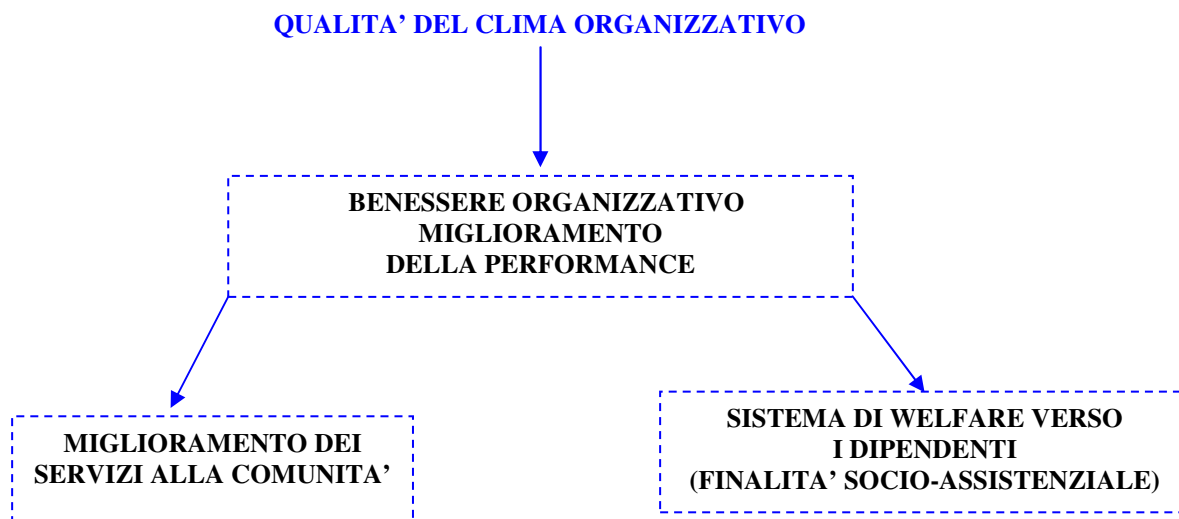 QUALITA’ DEL CLIMA ORGANIZZATIVO
BENESSERE ORGANIZZATIVO
MIGLIORAMENTO
DELLA PERFORMANCE
MIGLIORAMENTO DEI
SERVIZI ALLA COMUNITA’
SISTEMA DI WELFARE VERSO
I DIPENDENTI
(FINALITA’ SOCIO-ASSISTENZIALE)